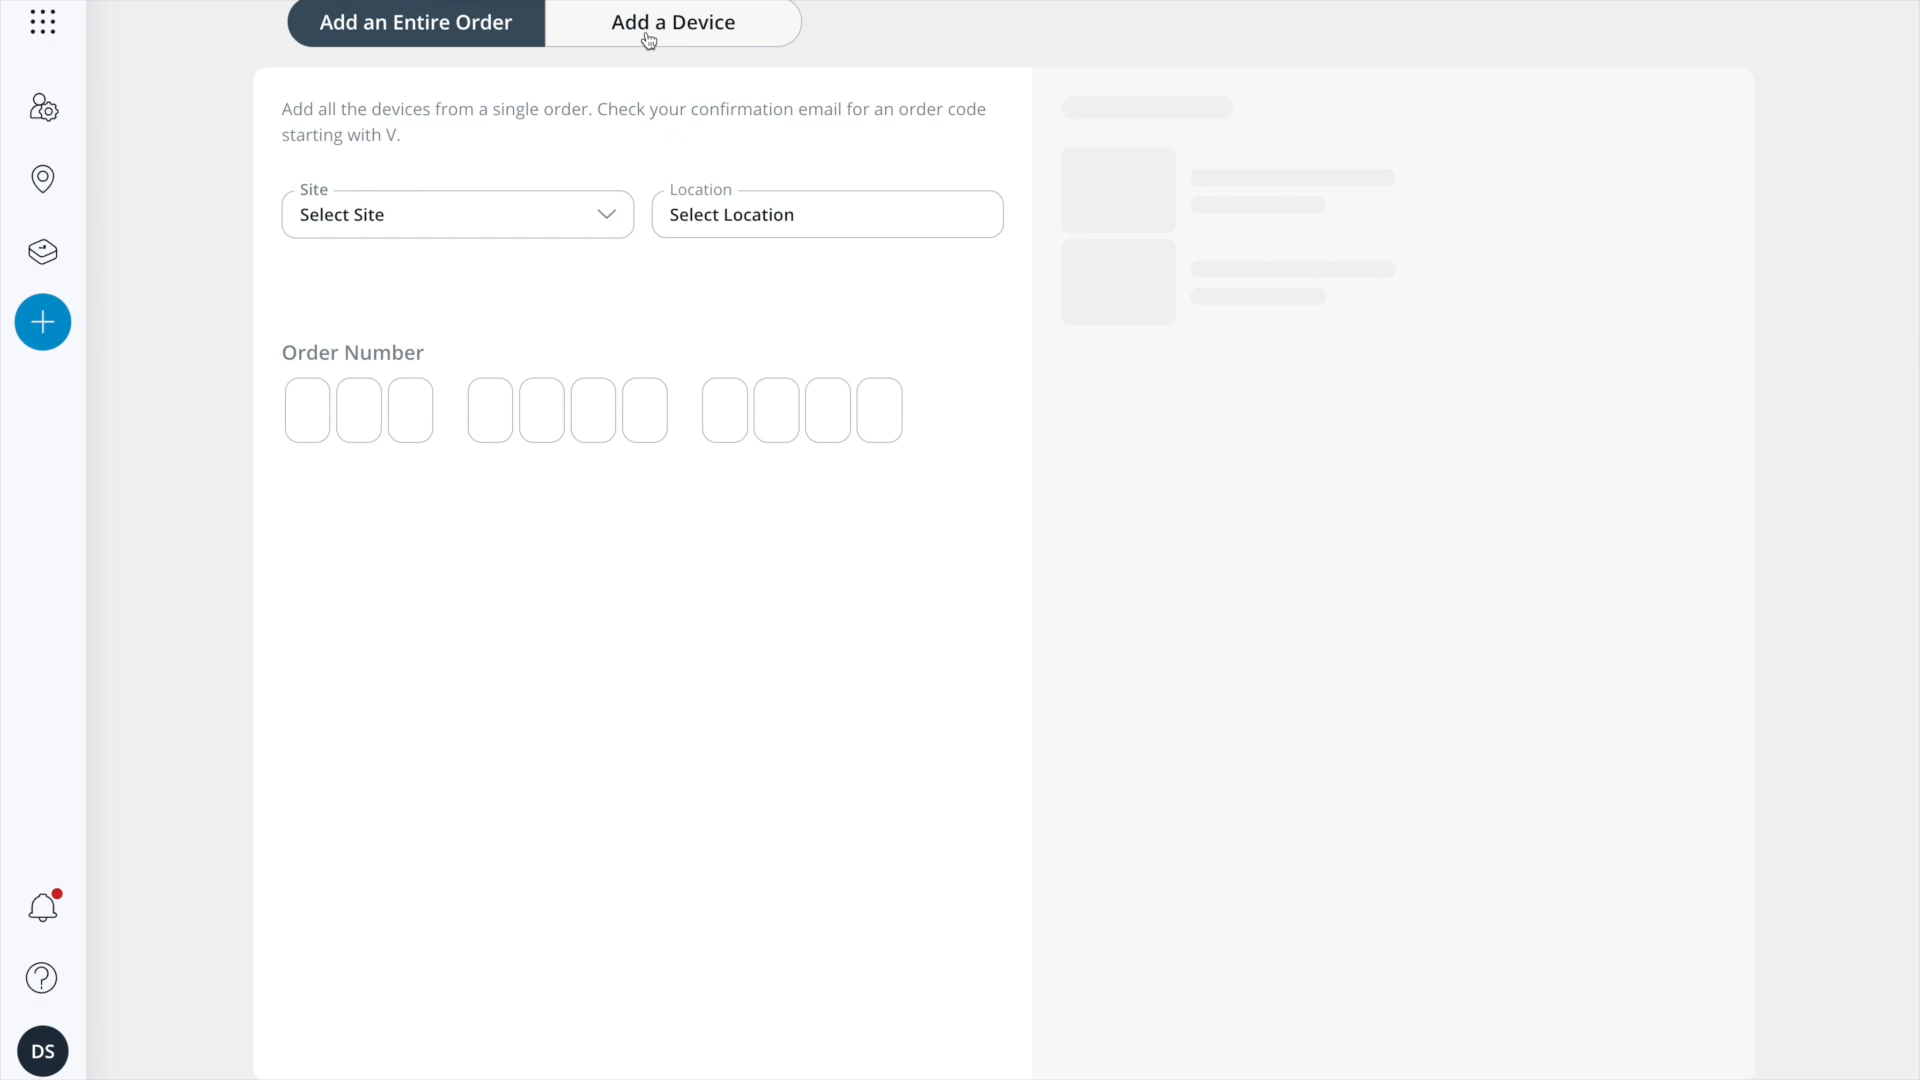 Add an Entire Order
Add a Device
Add all the devices from a single order. Check your confirmation email for an order code
starting with V.
Site
Select Site
Location
Select Location
Order Number
DS